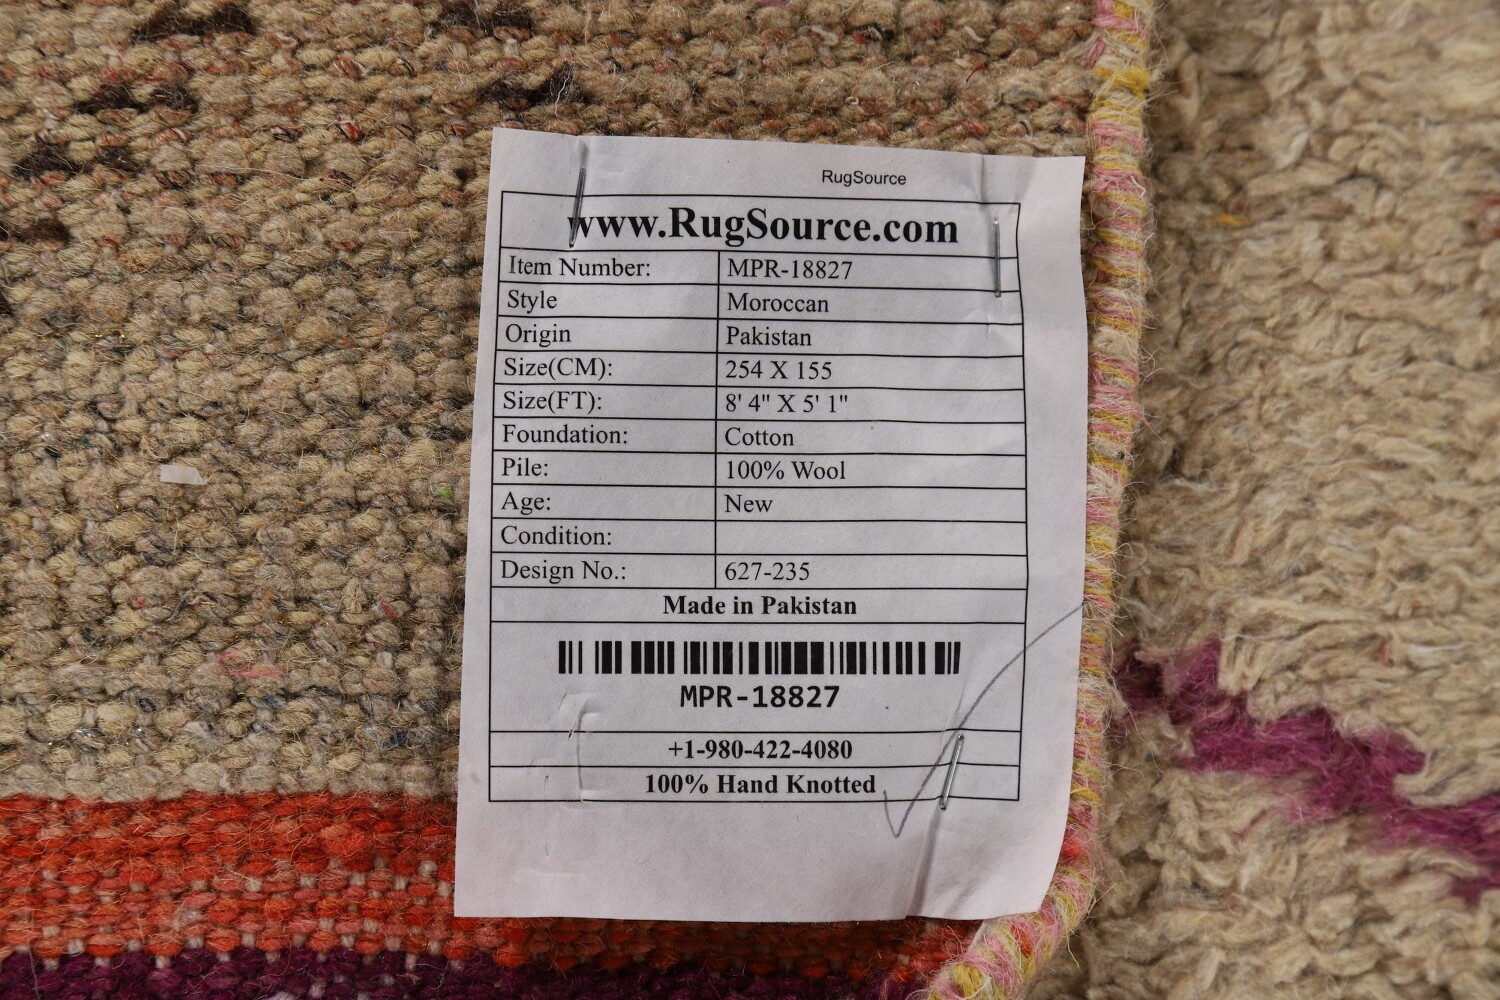 RugSource
www.RugSource.com
Item Number: MPR-18827
Style Moroccan
Origin Pakistan
Size(CM): 254 X 155
Size(FT): 8' 4" X 5' 1"
Foundation: Cotton
Pile: 100% Wool
Age: New
Condition:
Design No.: 627-235
Made in Pakistan
MPR-18827
+1-980-422-4080
100% Hand Knotted